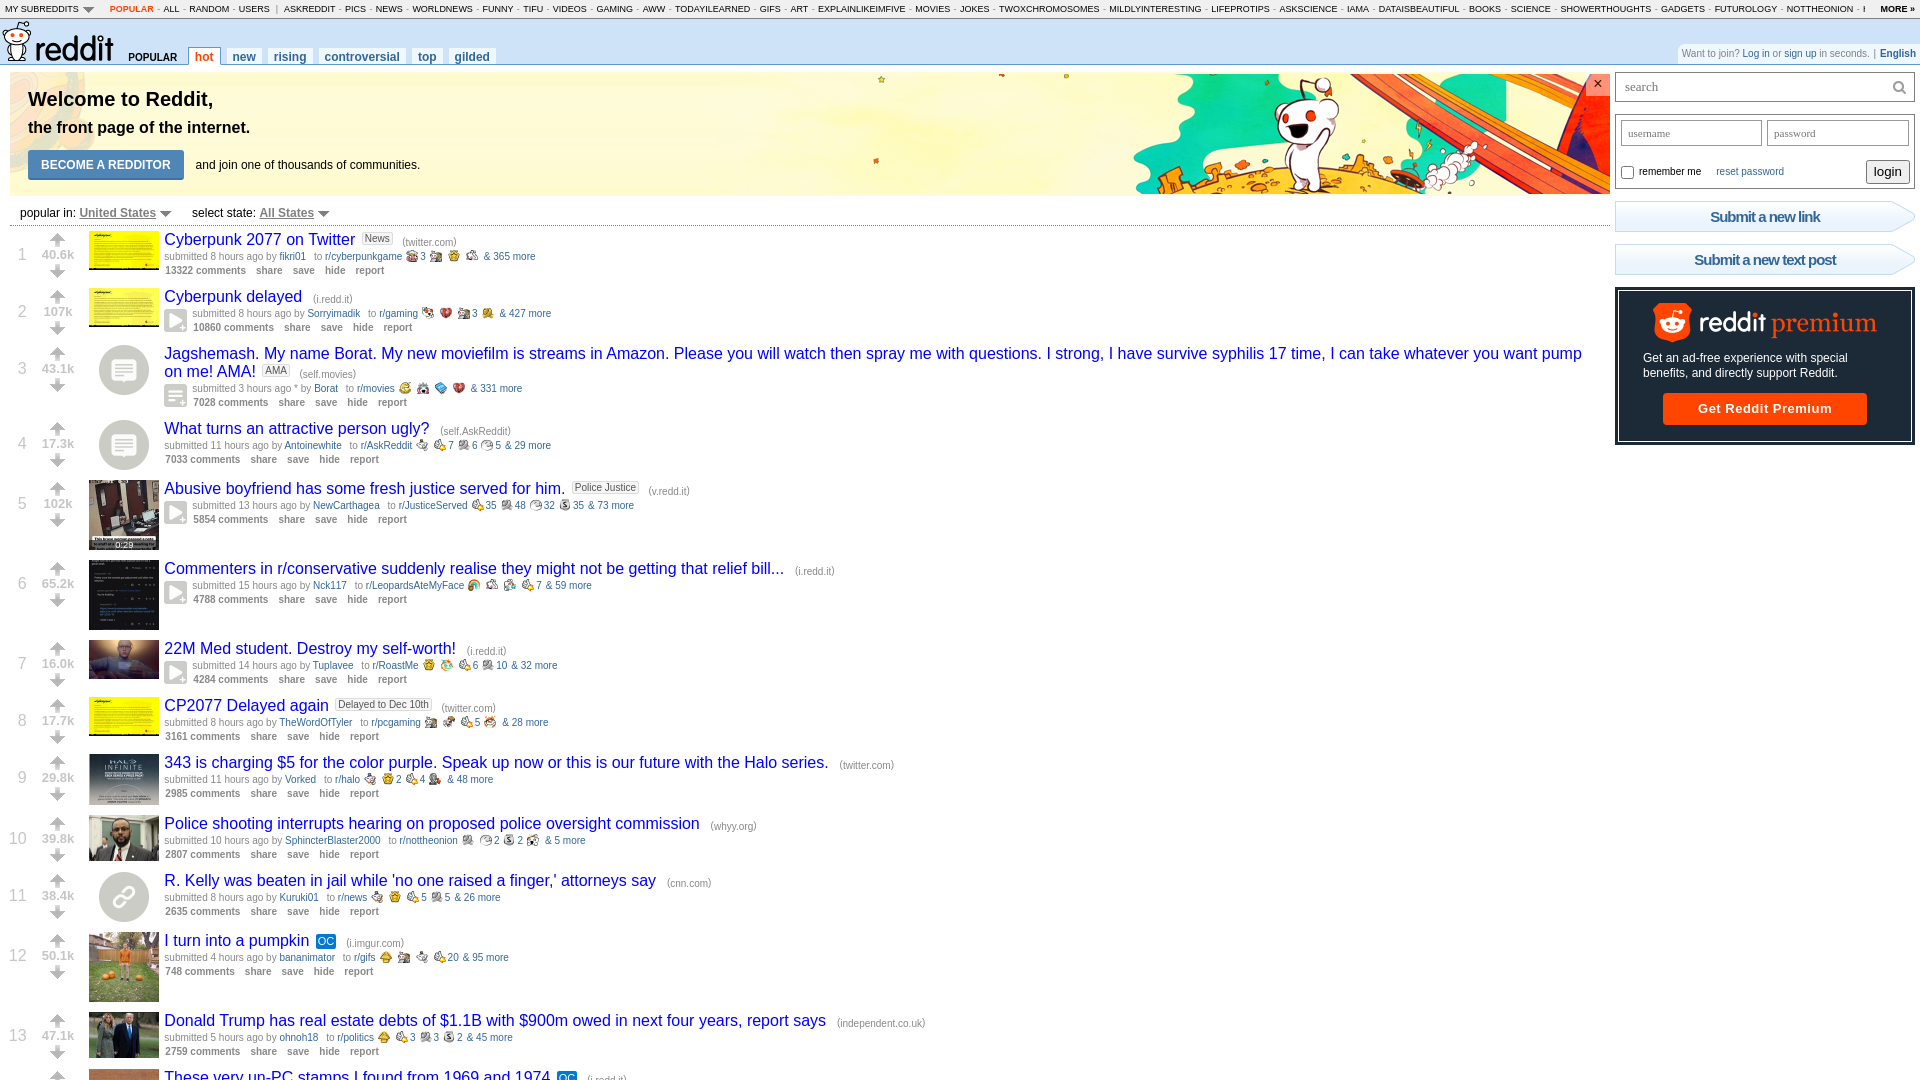 MY SUBREDDITS POPULAR - ALL - RANDOM - USERS | ASKREDDIT - PICS - NEWS - WORLDNEWS - FUNNY - TIFU - VIDEOS - GAMING - AWW - TODAYILEARNED - GIFS - ART - EXPLAINLIKEIMFIVE - MOVIES - JOKES - TWOXCHROMOSOMES - MILDLYINTERESTING - LIFEPROTIPS - ASKSCIENCE - IAMA - DATAISBEAUTIFUL - BOOKS - SCIENCE - SHOWERTHOUGHTS - GADGETS - FUTUROLOGY - NOTTHEONION - MORE »
reddit POPULAR hot new rising controversial top gilded
Want to join? Log in or sign up in seconds. | English
Welcome to Reddit,
the front page of the internet.
BECOME A REDDITOR and join one of thousands of communities.
×
search
username password
remember me reset password login
Submit a new link
Submit a new text post
reddit premium
Get an ad-free experience with special
benefits, and directly support Reddit.
Get Reddit Premium
popular in: United States select state: All States
1 40.6k
Cyberpunk 2077 on Twitter News (twitter.com)
submitted 8 hours ago by fikri01 to r/cyberpunkgame 3 & 365 more
13322 comments share save hide report
2 107k
Cyberpunk delayed (i.redd.it)
submitted 8 hours ago by Sorryimadik to r/gaming 3 & 427 more
10860 comments share save hide report
3 43.1k
Jagshemash. My name Borat. My new moviefilm is streams in Amazon. Please you will watch then spray me with questions. I strong, I have survive syphilis 17 time, I can take whatever you want pump
on me! AMA! AMA (self.movies)
submitted 3 hours ago * by Borat to r/movies & 331 more
7028 comments share save hide report
4 17.3k
What turns an attractive person ugly? (self.AskReddit)
submitted 11 hours ago by Antoinewhite to r/AskReddit 7 6 5 & 29 more
7033 comments share save hide report
5 102k
Abusive boyfriend has some fresh justice served for him. Police Justice (v.redd.it)
submitted 13 hours ago by NewCarthagea to r/JusticeServed 35 48 32 35 & 73 more
5854 comments share save hide report
6 65.2k
Commenters in r/conservative suddenly realise they might not be getting that relief bill... (i.redd.it)
submitted 15 hours ago by Nck117 to r/LeopardsAteMyFace 7 & 59 more
4788 comments share save hide report
7 16.0k
22M Med student. Destroy my self-worth! (i.redd.it)
submitted 14 hours ago by Tuplavee to r/RoastMe 6 10 & 32 more
4284 comments share save hide report
8 17.7k
CP2077 Delayed again Delayed to Dec 10th (twitter.com)
submitted 8 hours ago by TheWordOfTyler to r/pcgaming 5 & 28 more
3161 comments share save hide report
9 29.8k
HALO
INFINITE
343 is charging $5 for the color purple. Speak up now or this is our future with the Halo series. (twitter.com)
submitted 11 hours ago by Vorked to r/halo 2 4 & 48 more
2985 comments share save hide report
10 39.8k
Police shooting interrupts hearing on proposed police oversight commission (whyy.org)
submitted 10 hours ago by SphincterBlaster2000 to r/nottheonion 2 2 & 5 more
2807 comments share save hide report
11 38.4k
R. Kelly was beaten in jail while 'no one raised a finger,' attorneys say (cnn.com)
submitted 8 hours ago by Kuruki01 to r/news 5 5 & 26 more
2635 comments share save hide report
12 50.1k
I turn into a pumpkin OC (i.imgur.com)
submitted 4 hours ago by bananimator to r/gifs 20 & 95 more
748 comments share save hide report
13 47.1k
Donald Trump has real estate debts of $1.1B with $900m owed in next four years, report says (independent.co.uk)
submitted 5 hours ago by ohnoh18 to r/politics 3 3 2 & 45 more
2759 comments share save hide report
These very un-PC stamps I found from 1969 and 1974 OC (i.redd.it)